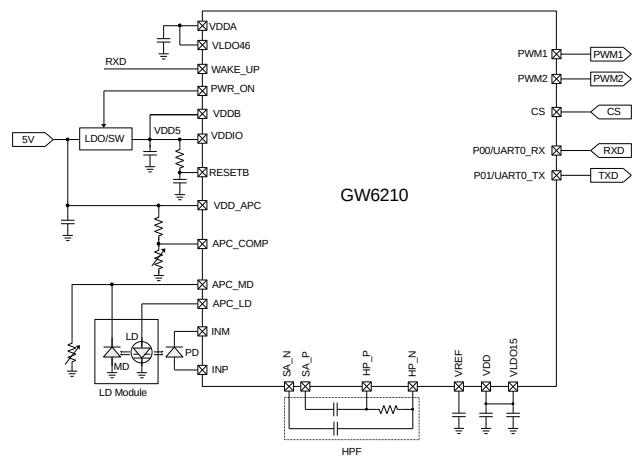 VDDA
VLDO46
RXD
WAKE_UP
PWR_ON
VDDB
5V
LDO/SW
VDD5
VDDIO
RESETB
VDD_APC
APC_COMP
APC_MD
APC_LD
INM
INP
LD
MD
PD
LD Module
GW6210
PWM1
PWM1
PWM2
PWM2
CS
CS
P00/UART0_RX
RXD
P01/UART0_TX
TXD
SA_N
SA_P
HP_P
HP_N
VREF
VDD
VLDO15
HPF